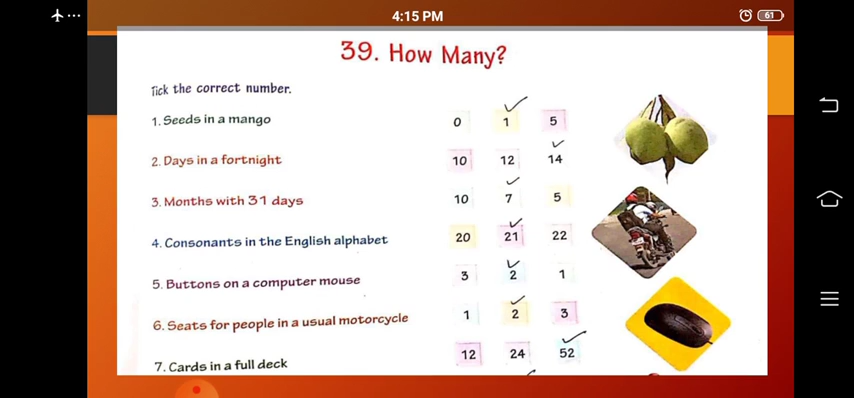 4:15 PM
61
39. How Many?
Tick the correct number.
1. Seeds in a mango 0 1 5
2. Days in a fortnight 10 12 14
3. Months with 31 days 10 7 5
4. Consonants in the English alphabet 20 21 22
5. Buttons on a computer mouse 3 2 1
6. Seats for people in a usual motorcycle 1 2 3
7. Cards in a full deck 12 24 52